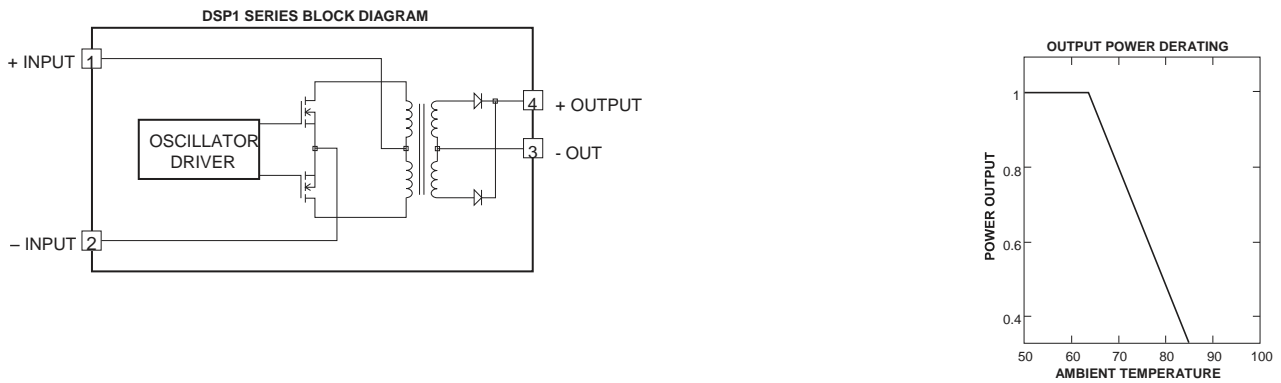 DSP1 SERIES BLOCK DIAGRAM
+ INPUT 1
OSCILLATOR
DRIVER
4 + OUTPUT
3 - OUT
– INPUT 2
OUTPUT POWER DERATING
POWER OUTPUT
1
0.8
0.6
0.4
50 60 70 80 90 100
AMBIENT TEMPERATURE